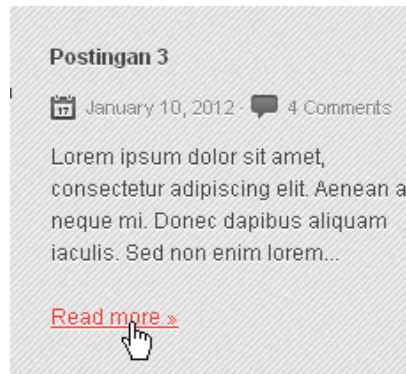 Postingan 3
17 January 10, 2012 · 4 Comments
Lorem ipsum dolor sit amet,
consectetur adipiscing elit. Aenean a
neque mi. Donec dapibus aliquam
iaculis. Sed non enim lorem...
Read more »